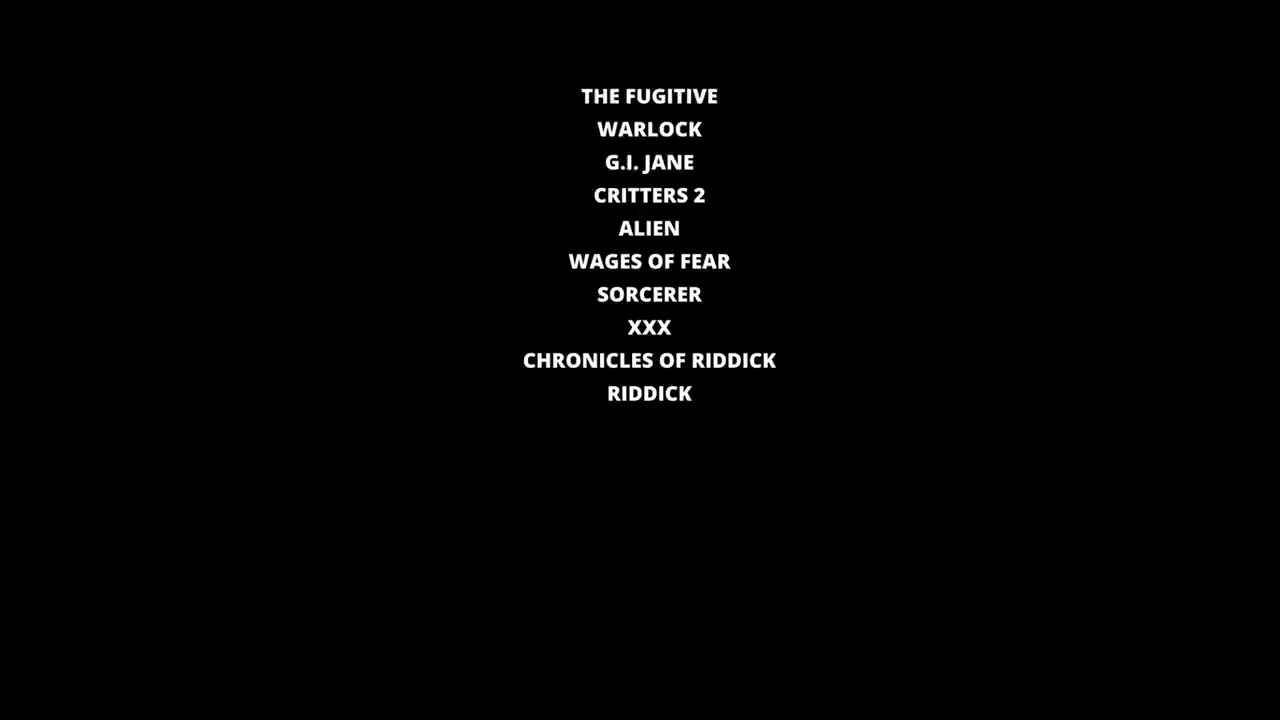 THE FUGITIVE
WARLOCK
G.I. JANE
CRITTERS 2
ALIEN
WAGES OF FEAR
SORCERER
XXX
CHRONICLES OF RIDDICK
RIDDICK